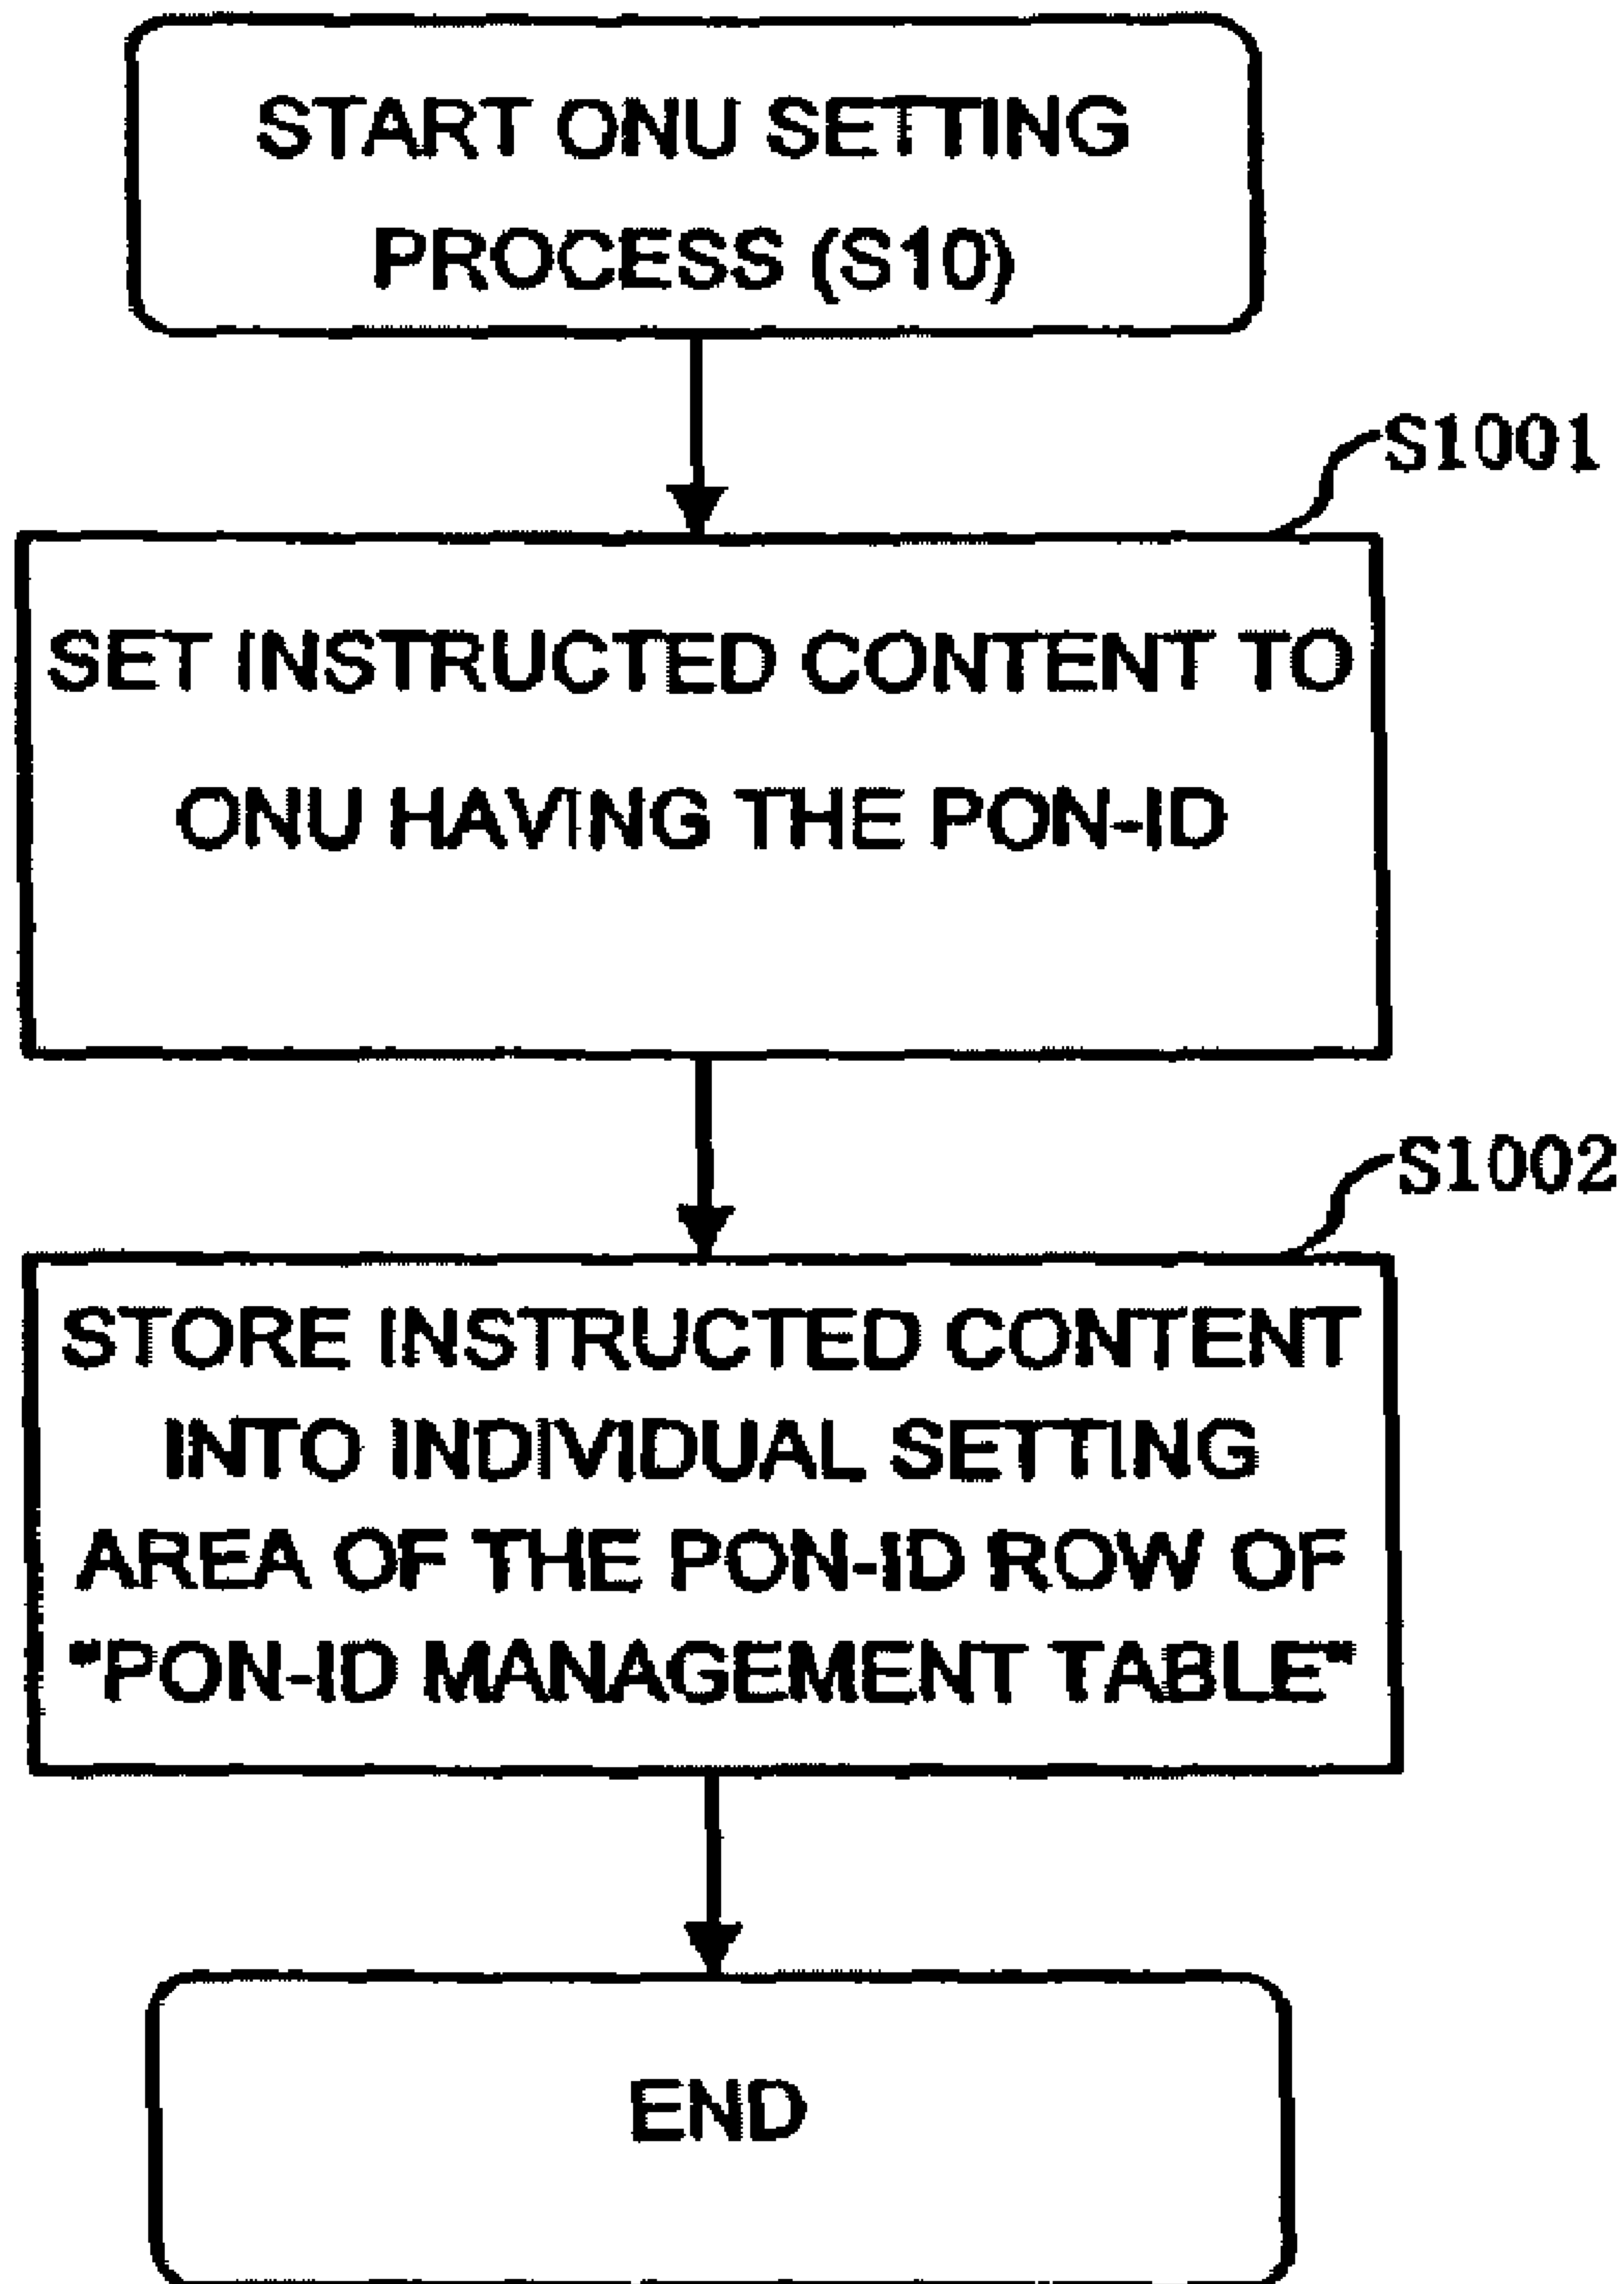 START ONU SETTING
PROCESS (S10)
S1001
SET INSTRUCTED CONTENT TO
ONU HAVING THE PON-ID
S1002
STORE INSTRUCTED CONTENT
INTO INDIVIDUAL SETTING
AREA OF THE PON-ID ROW OF
"PON-ID MANAGEMENT TABLE"
END